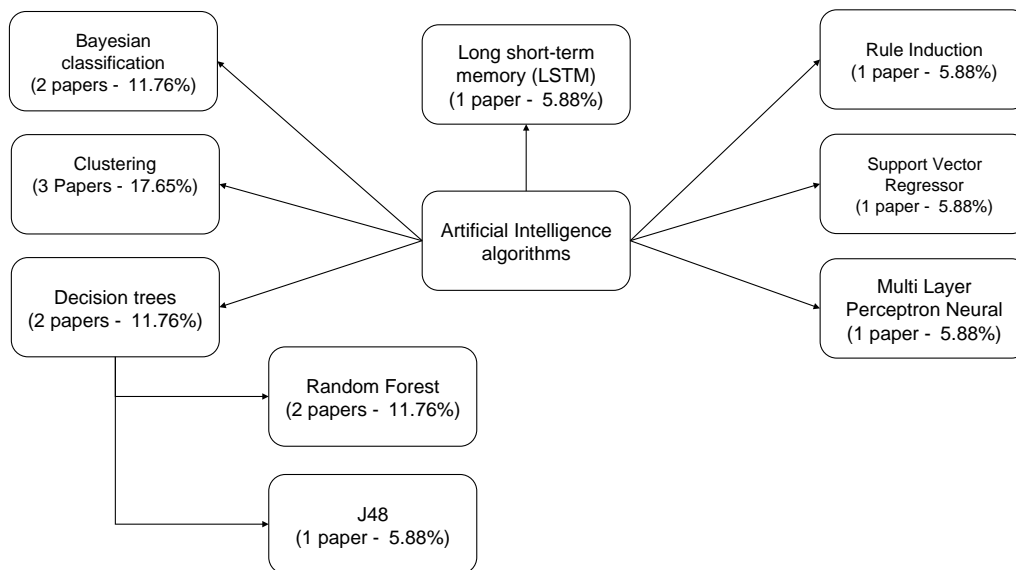 Bayesian
classification
(2 papers - 11.76%)
Long short-term
memory (LSTM)
(1 paper - 5.88%)
Rule Induction
(1 paper - 5.88%)
Clustering
(3 Papers - 17.65%)
Support Vector
Regressor
(1 paper - 5.88%)
Artificial Intelligence
algorithms
Decision trees
(2 papers - 11.76%)
Multi Layer
Perceptron Neural
(1 paper - 5.88%)
Random Forest
(2 papers - 11.76%)
J48
(1 paper - 5.88%)